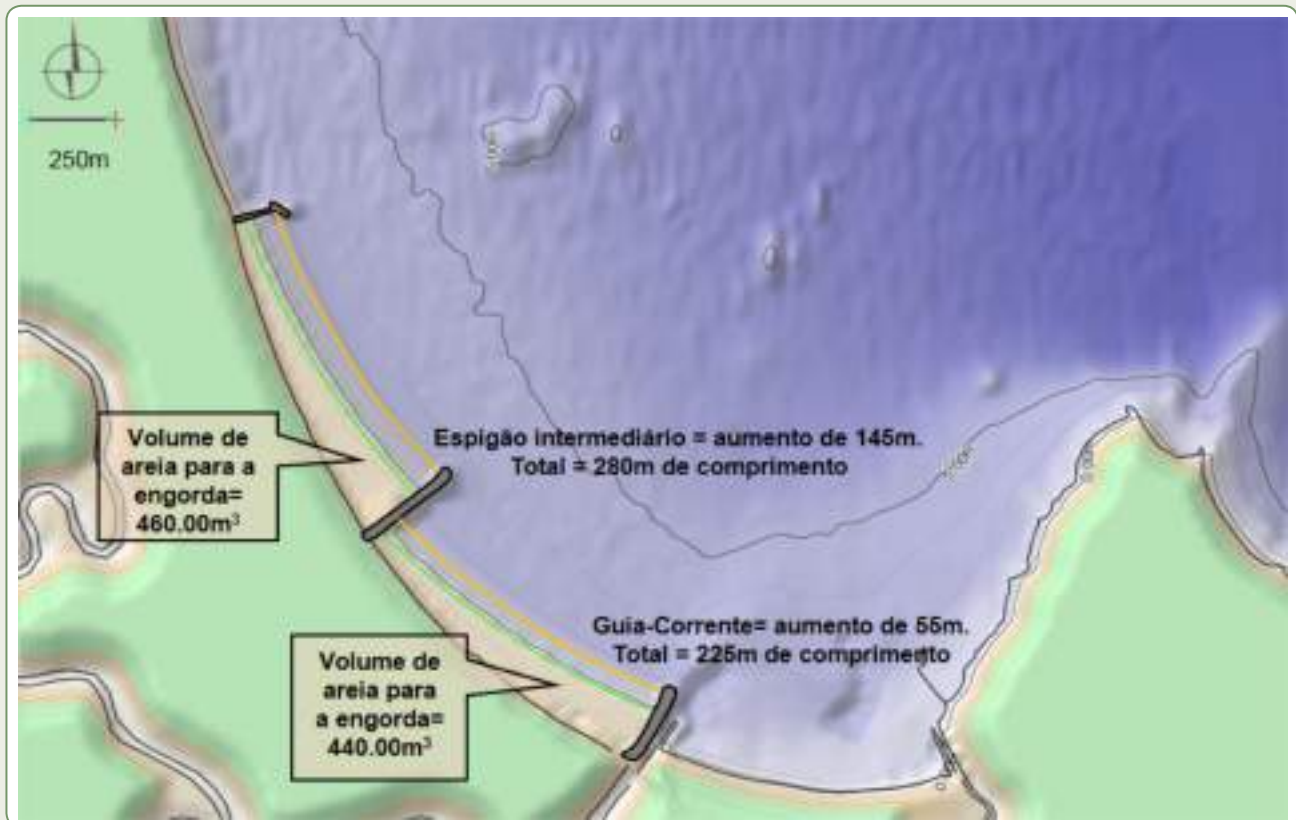 250m
Volume de
areia para a
engorda=
460.00m³
Espigão intermediário = aumento de 145m.
Total = 280m de comprimento
Guia-Corrente= aumento de 55m.
Total = 225m de comprimento
Volume de
areia para
a engorda=
440.00m³